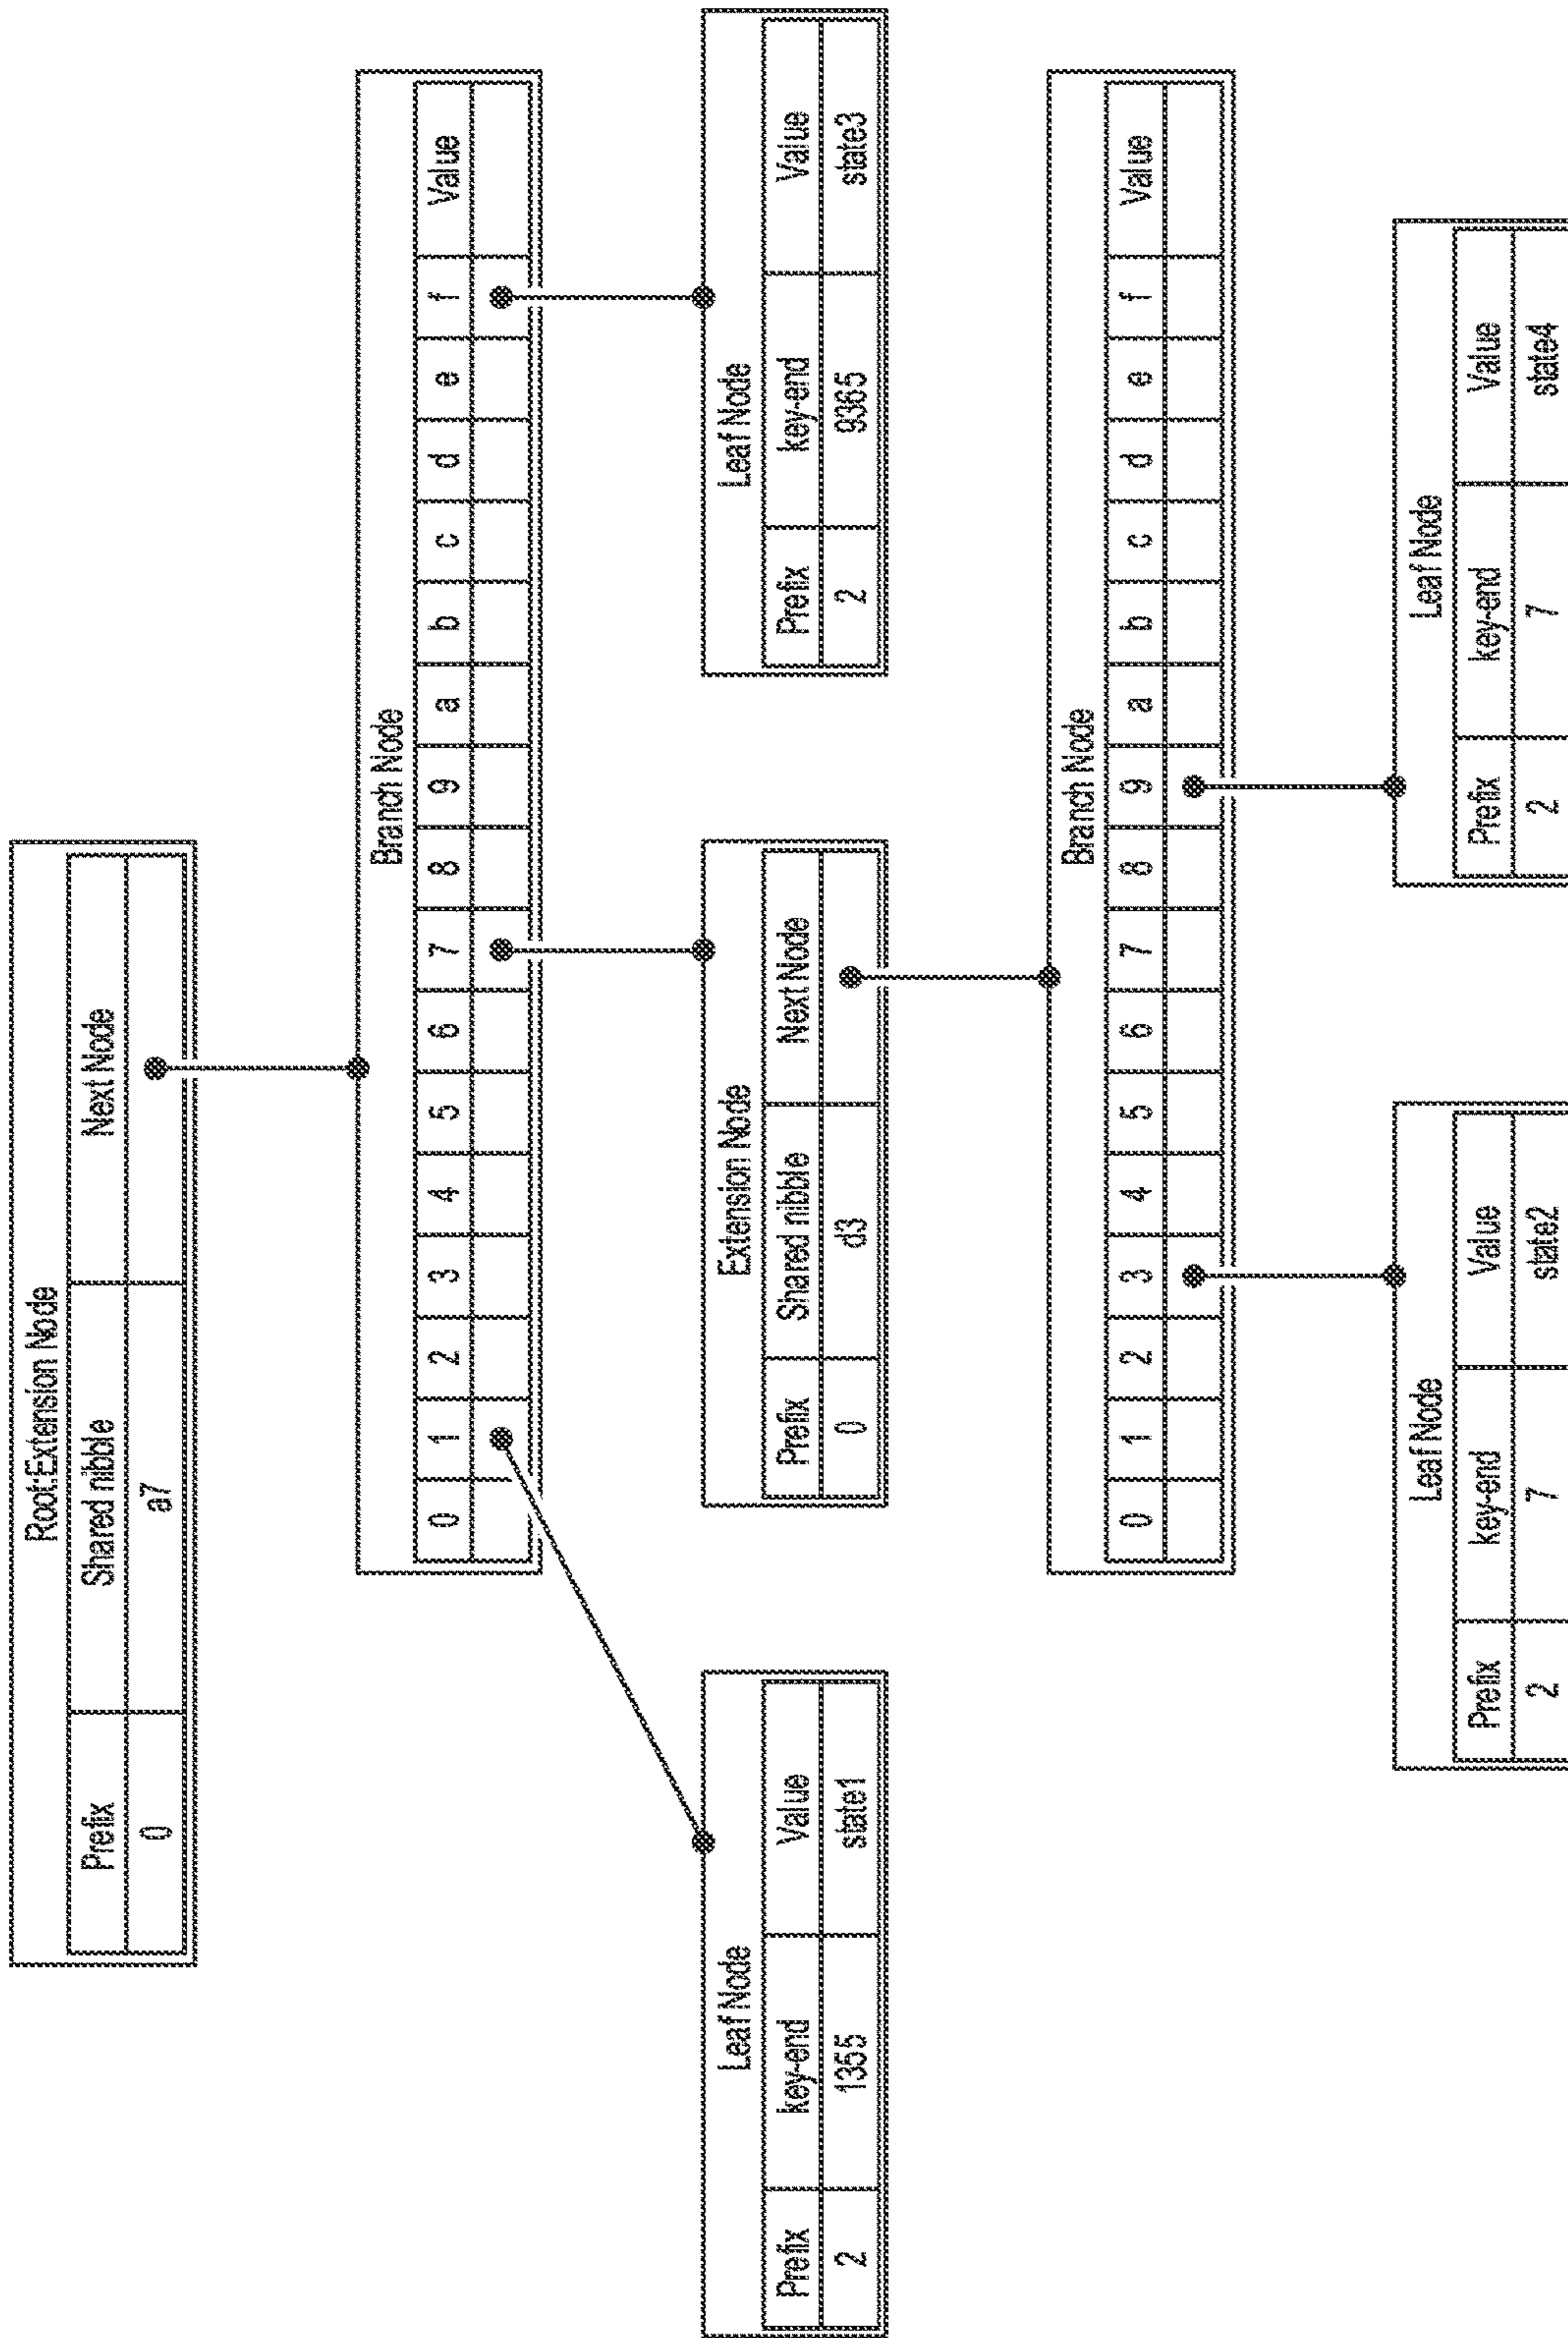 Root:Extension Node
Prefix Shared nibble Next Node
0 a7
Branch Node
0 1 2 3 4 5 6 7 8 9 a b c d e f Value
Leaf Node
Prefix key-end Value
2 1355 state1
Extension Node
Prefix Shared nibble Next Node
0 d3
Leaf Node
Prefix key-end Value
2 9365 state3
Branch Node
0 1 2 3 4 5 6 7 8 9 a b c d e f Value
Leaf Node
Prefix key-end Value
2 7 state2
Leaf Node
Prefix key-end Value
2 7 state4